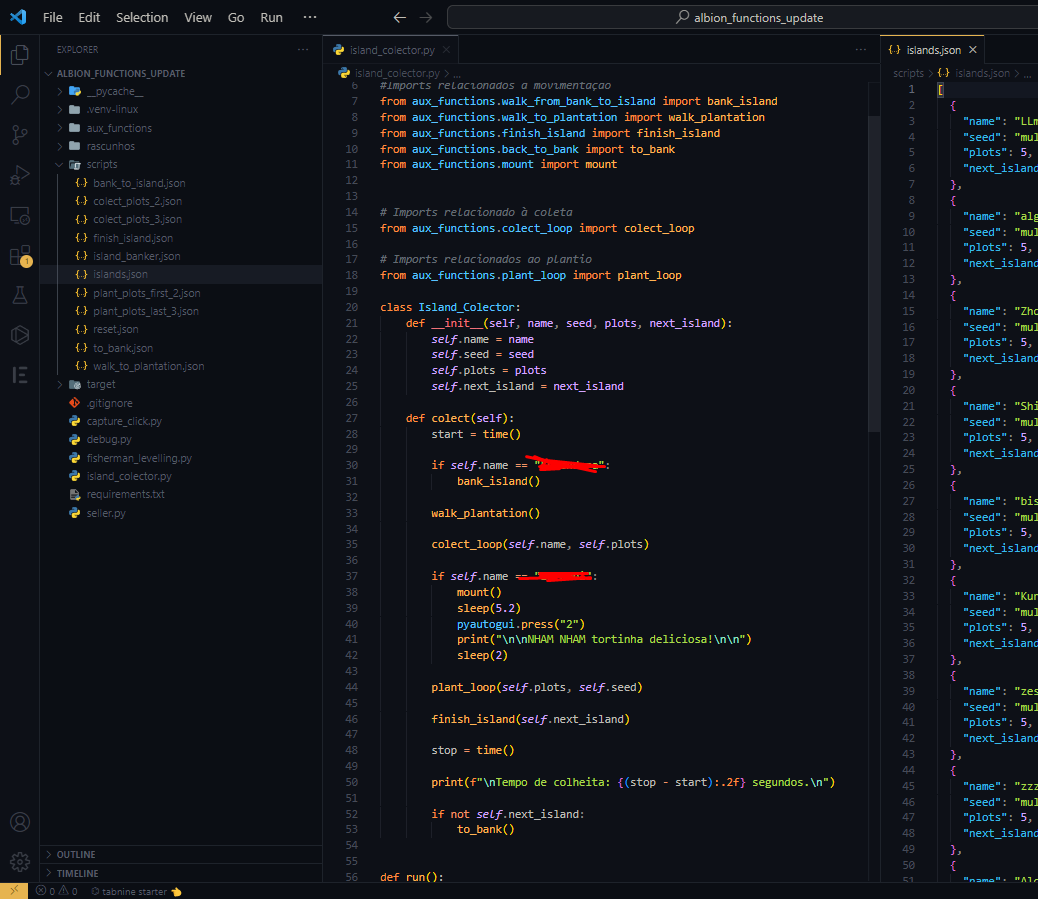 File Edit Selection View Go Run ···
albion_functions_update
EXPLORER ···
ALBION_FUNCTIONS_UPDATE
__pycache__
.venv-linux
aux_functions
rascunhos
scripts
{..} bank_to_island.json
{..} colect_plots_2.json
{..} colect_plots_3.json
{..} finish_island.json
{..} island_banker.json
{..} islands.json
{..} plant_plots_first_2.json
{..} plant_plots_last_3.json
{..} reset.json
{..} to_bank.json
{..} walk_to_plantation.json
target
.gitignore
capture_click.py
debug.py
fisherman_levelling.py
island_colector.py
requirements.txt
seller.py
OUTLINE
TIMELINE
1
0 0 tabnine starter
island_colector.py ···
island_colector.py > ...
6 #Imports relacionados a movimentação
7 from aux_functions.walk_from_bank_to_island import bank_island
8 from aux_functions.walk_to_plantation import walk_plantation
9 from aux_functions.finish_island import finish_island
10 from aux_functions.back_to_bank import to_bank
11 from aux_functions.mount import mount
12
13
14 # Imports relacionado à coleta
15 from aux_functions.colect_loop import colect_loop
16
17 # Imports relacionados ao plantio
18 from aux_functions.plant_loop import plant_loop
19
20 class Island_Colector:
21 def __init__(self, name, seed, plots, next_island):
22 self.name = name
23 self.seed = seed
24 self.plots = plots
25 self.next_island = next_island
26
27 def colect(self):
28 start = time()
29
30 if self.name == " ":
31 bank_island()
32
33 walk_plantation()
34
35 colect_loop(self.name, self.plots)
36
37 if self.name == " ":
38 mount()
39 sleep(5.2)
40 pyautogui.press("2")
41 print("\n\nNHAM NHAM tortinha deliciosa!\n\n")
42 sleep(2)
43
44 plant_loop(self.plots, self.seed)
45
46 finish_island(self.next_island)
47
48 stop = time()
49
50 print(f"\nTempo de colheita: {(stop - start):.2f} segundos.\n")
51
52 if not self.next_island:
53 to_bank()
54
55
56 def run():
{..} islands.json
scripts > {..} islands.json > ...
1 [
2 {
3 "name": "LLm
4 "seed": "mul
5 "plots": 5,
6 "next_island
7 },
8 {
9 "name": "alg
10 "seed": "mul
11 "plots": 5,
12 "next_island
13 },
14 {
15 "name": "Zho
16 "seed": "mul
17 "plots": 5,
18 "next_island
19 },
20 {
21 "name": "Shi
22 "seed": "mul
23 "plots": 5,
24 "next_island
25 },
26 {
27 "name": "bis
28 "seed": "mul
29 "plots": 5,
30 "next_island
31 },
32 {
33 "name": "Kur
34 "seed": "mul
35 "plots": 5,
36 "next_island
37 },
38 {
39 "name": "zes
40 "seed": "mul
41 "plots": 5,
42 "next_island
43 },
44 {
45 "name": "zzz
46 "seed": "mul
47 "plots": 5,
48 "next_island
49 },
50 {
51 "name": "Alc